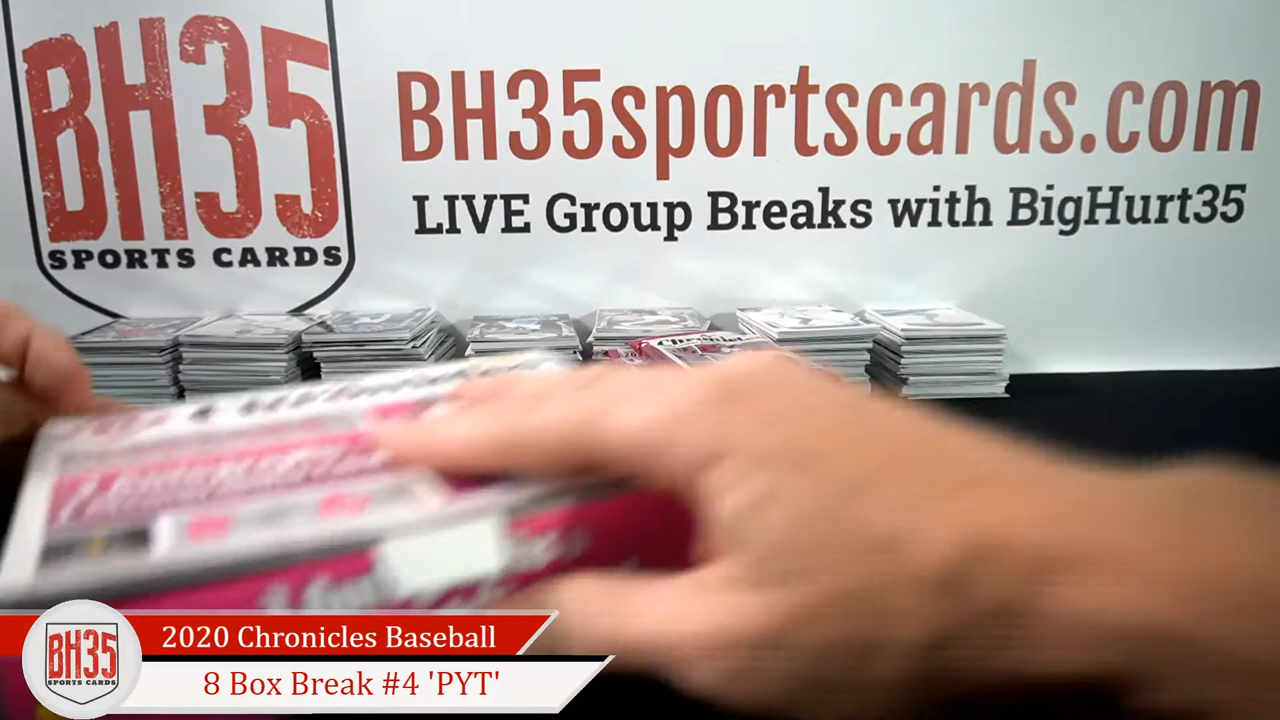 BH35
SPORTS CARDS
BH35sportscards.com
LIVE Group Breaks with BigHurt35
Chronicles
BH35
SPORTS CARDS
2020 Chronicles Baseball
8 Box Break #4 'PYT'